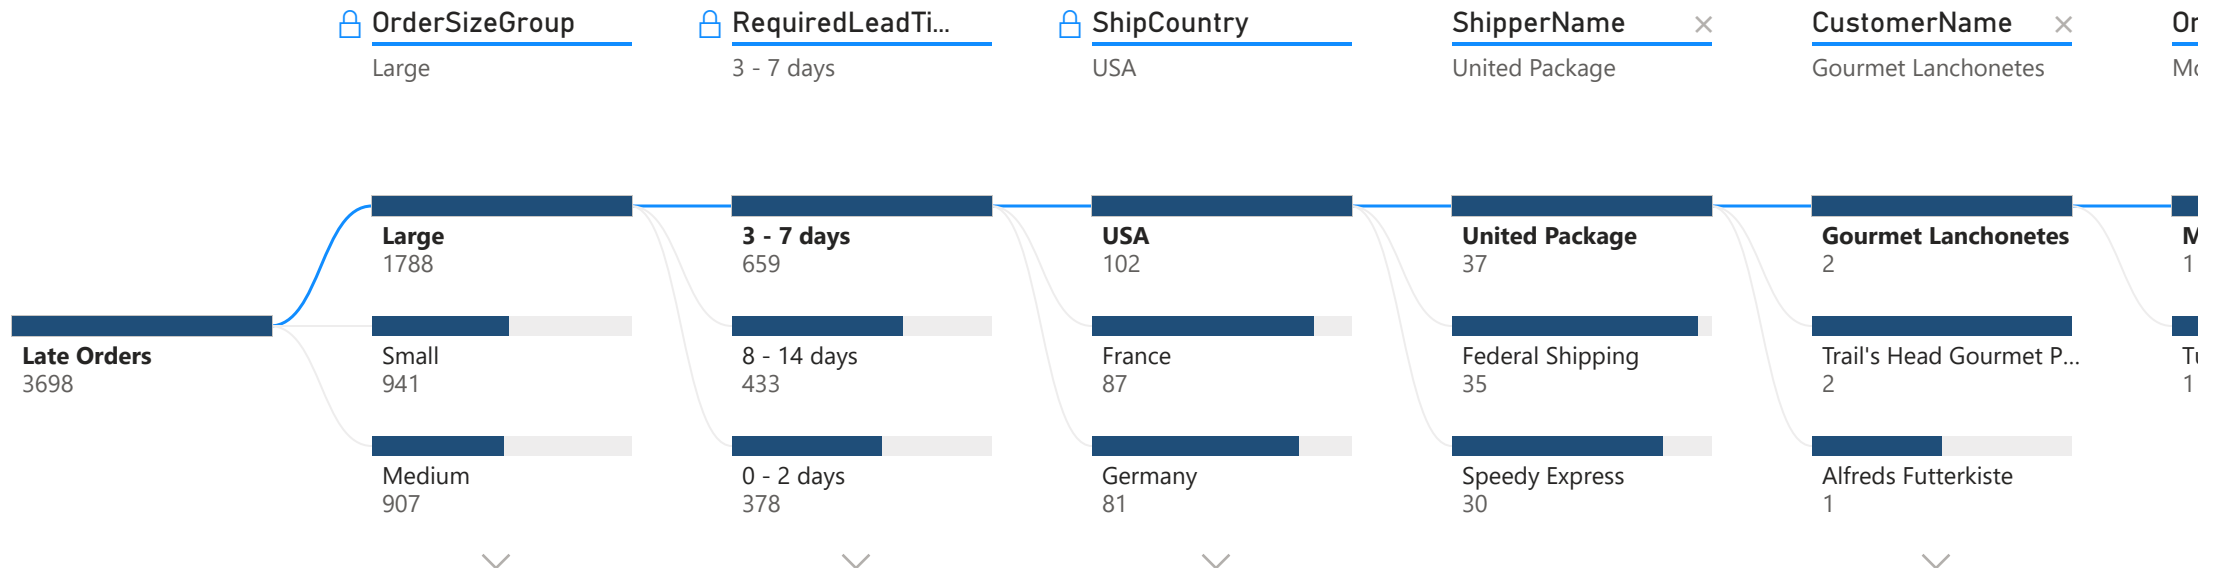 OrderSizeGroup
RequiredLeadTi...
ShipCountry
ShipperName
CustomerName
Or
Large
3 - 7 days
USA
United Package
Gourmet Lanchonetes
Large
1788
3 - 7 days
659
USA
102
United Package
37
Gourmet Lanchonetes
2
M
1
Late Orders
3698
Small
941
8 - 14 days
433
France
87
Federal Shipping
35
Trail's Head Gourmet P...
2
1
Medium
907
0 - 2 days
378
Germany
81
Speedy Express
30
Alfreds Futterkiste
1